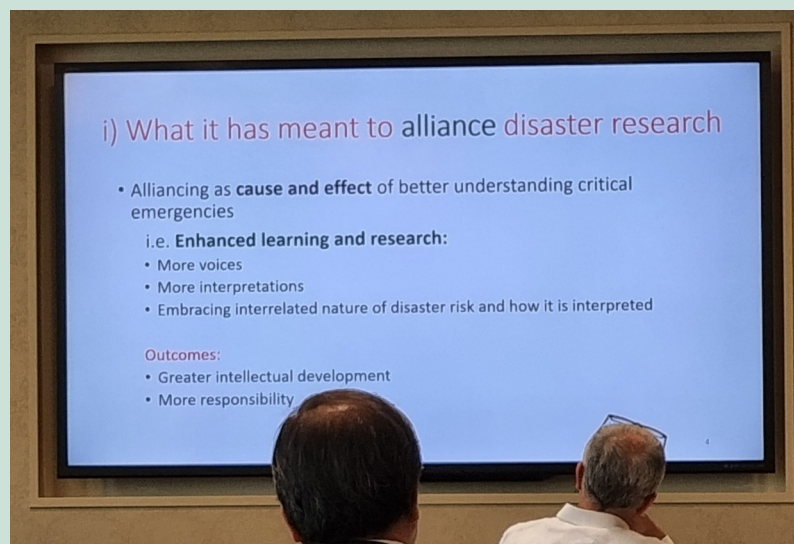 i) What it has meant to alliance disaster research
• Alliancing as cause and effect of better understanding critical
emergencies
i.e. Enhanced learning and research:
• More voices
• More interpretations
• Embracing interrelated nature of disaster risk and how it is interpreted
Outcomes:
• Greater intellectual development
• More responsibility
4